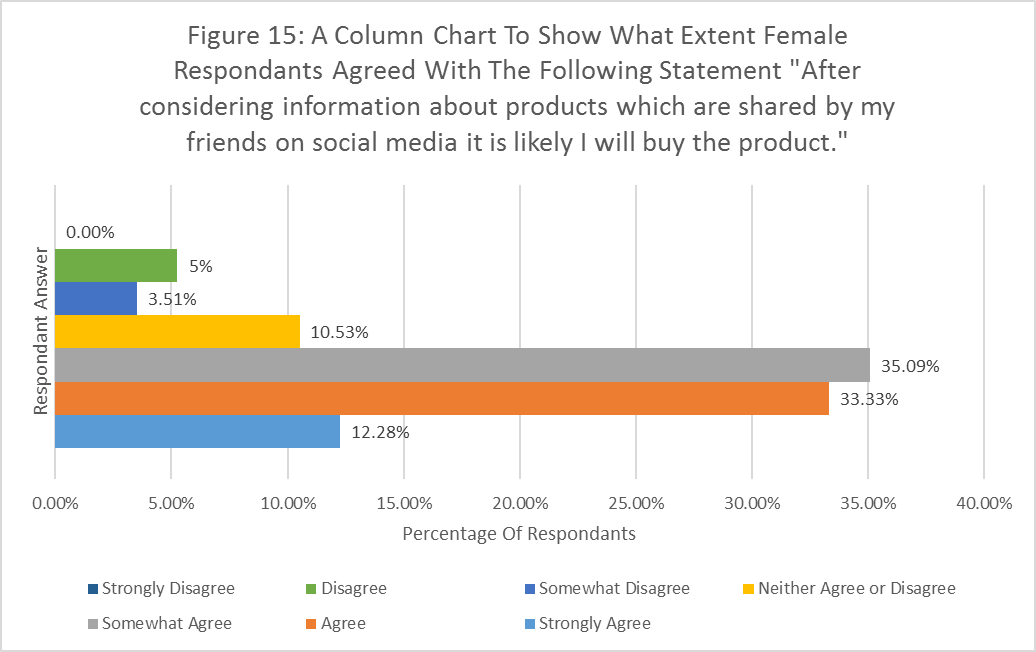 Figure 15: A Column Chart To Show What Extent Female
Respondants Agreed With The Following Statement "After
considering information about products which are shared by my
friends on social media it is likely I will buy the product."
Respondant Answer
0.00%
5%
3.51%
10.53%
35.09%
33.33%
12.28%
0.00% 5.00% 10.00% 15.00% 20.00% 25.00% 30.00% 35.00% 40.00%
Percentage Of Respondants
Strongly Disagree Disagree Somewhat Disagree Neither Agree or Disagree
Somewhat Agree Agree Strongly Agree